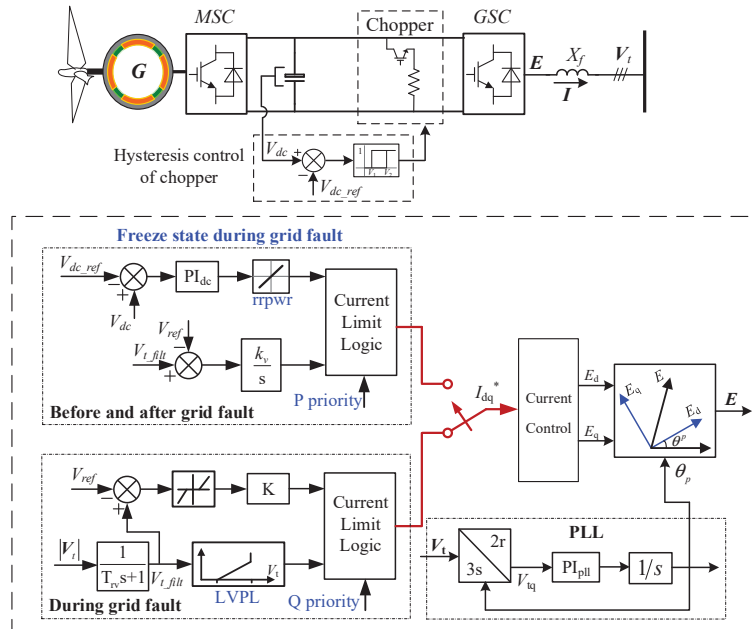 MSC
Chopper
GSC
G
E
X_f
V_t
I
Hysteresis control
of chopper
V_dc
+
−
1
V_dc_ref
Freeze state during grid fault
V_dc_ref
−
+
PI_dc
rrpwr
V_dc
V_ref
V_t_filt
−
+
k_v
s
Current
Limit
Logic
P priority
Before and after grid fault
I_dq*
Current
Control
E_d
E_q
E_q
E
E_d
θ^p
E
θ_p
V_ref
−
+
K
|V_t|
1
T_rv s+1
V_t_filt
V_t
LVPL
Current
Limit
Logic
Q priority
During grid fault
PLL
V_t
2r
3s
V_tq
PI_pll
1/s